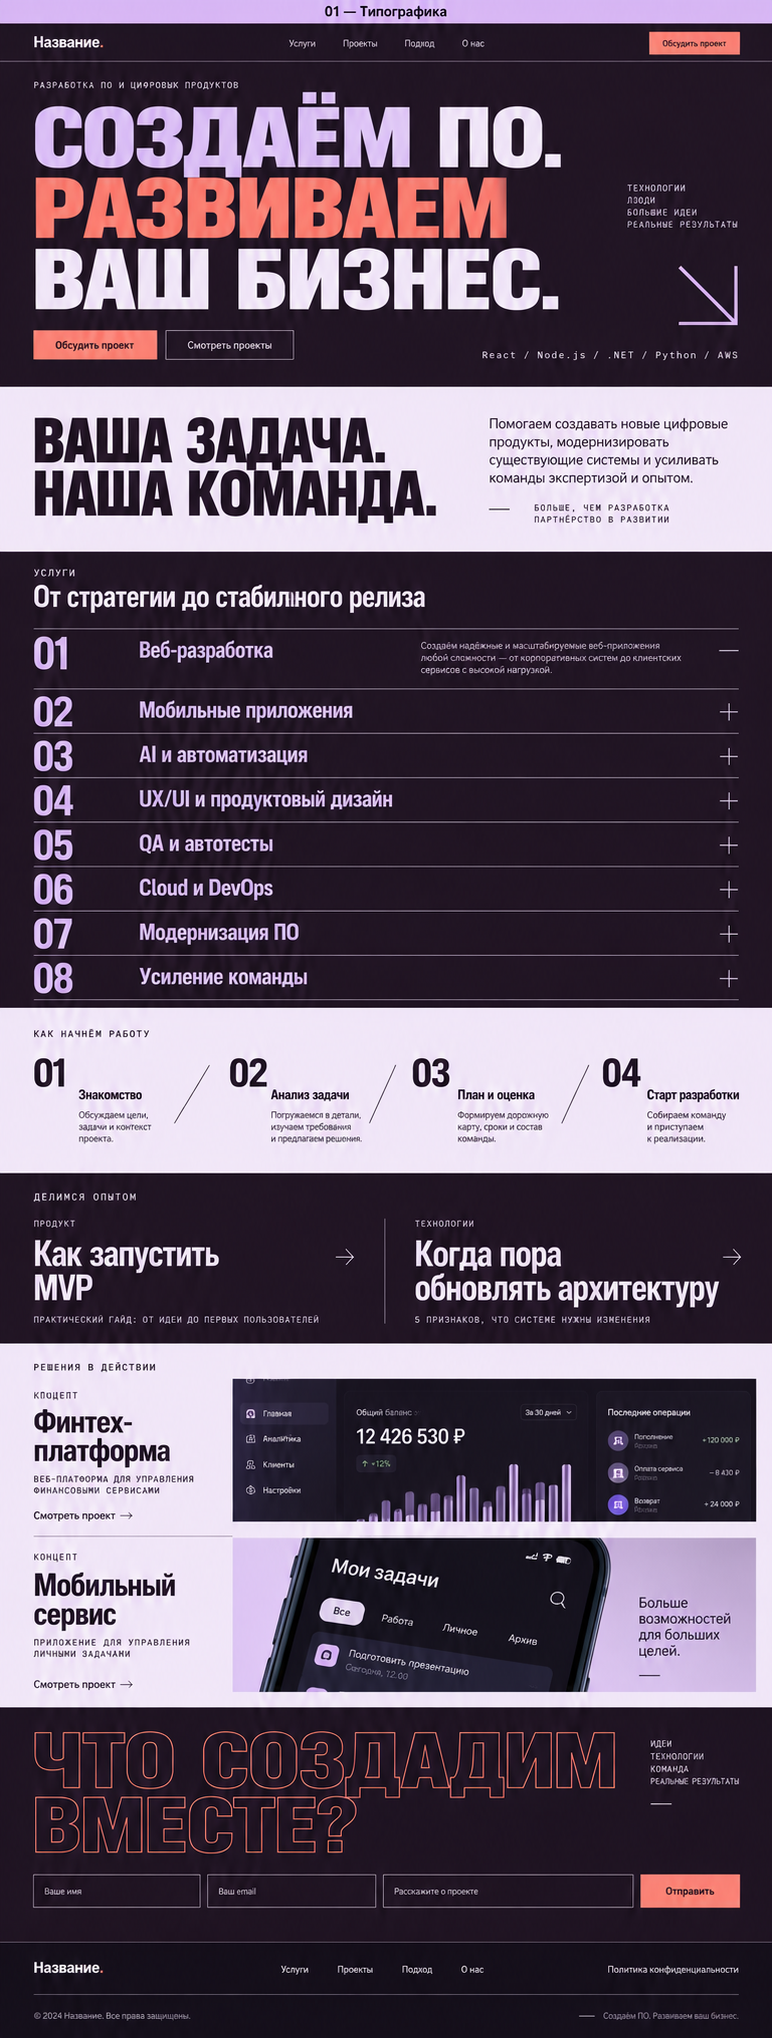 01 — Типографика
Название.
Услуги
Проекты
Подход
О нас
Обсудить проект
РАЗРАБОТКА ПО И ЦИФРОВЫХ ПРОДУКТОВ
СОЗДАЁМ ПО.
РАЗВИВАЕМ
ВАШ БИЗНЕС.
ТЕХНОЛОГИИ
ЛЮДИ
БОЛЬШИЕ ИДЕИ
РЕАЛЬНЫЕ РЕЗУЛЬТАТЫ
Обсудить проект
Смотреть проекты
React / Node.js / .NET / Python / AWS
ВАША ЗАДАЧА.
НАША КОМАНДА.
Помогаем создавать новые цифровые
продукты, модернизировать
существующие системы и усиливать
команды экспертизой и опытом.
БОЛЬШЕ, ЧЕМ РАЗРАБОТКА
ПАРТНЁРСТВО В РАЗВИТИИ
УСЛУГИ
От стратегии до стабильного релиза
01
Веб-разработка
Создаём надёжные и масштабируемые веб-приложения
любой сложности — от корпоративных систем до клиентских
сервисов с высокой нагрузкой.
02
Мобильные приложения
03
AI и автоматизация
04
UX/UI и продуктовый дизайн
05
QA и автотесты
06
Cloud и DevOps
07
Модернизация ПО
08
Усиление команды
КАК НАЧНЁМ РАБОТУ
01
Знакомство
Обсуждаем цели,
задачи и контекст
проекта.
02
Анализ задачи
Погружаемся в детали,
изучаем требования
и предлагаем решения.
03
План и оценка
Формируем дорожную
карту, сроки и состав
команды.
04
Старт разработки
Собираем команду
и приступаем
к реализации.
ДЕЛИМСЯ ОПЫТОМ
ПРОДУКТ
Как запустить
MVP
ПРАКТИЧЕСКИЙ ГАЙД: ОТ ИДЕИ ДО ПЕРВЫХ ПОЛЬЗОВАТЕЛЕЙ
ТЕХНОЛОГИИ
Когда пора
обновлять архитектуру
5 ПРИЗНАКОВ, ЧТО СИСТЕМЕ НУЖНЫ ИЗМЕНЕНИЯ
РЕШЕНИЯ В ДЕЙСТВИИ
КОНЦЕПТ
Финтех-
платформа
ВЕБ-ПЛАТФОРМА ДЛЯ УПРАВЛЕНИЯ
ФИНАНСОВЫМИ СЕРВИСАМИ
Смотреть проект →
Главная
Аналитика
Клиенты
Настройки
Общий баланс
За 30 дней
12 426 530 ₽
↑ +12%
Последние операции
Пополнение
+120 000 ₽
Оплата сервиса
– 8 430 ₽
Возврат
+ 24 000 ₽
КОНЦЕПТ
Мобильный
сервис
ПРИЛОЖЕНИЕ ДЛЯ УПРАВЛЕНИЯ
ЛИЧНЫМИ ЗАДАЧАМИ
Смотреть проект →
Мои задачи
Все
Работа
Личное
Архив
Подготовить презентацию
Сегодня, 12:00
Больше
возможностей
для больших
целей.
ЧТО СОЗДАДИМ
ВМЕСТЕ?
ИДЕИ
ТЕХНОЛОГИИ
КОМАНДА
РЕАЛЬНЫЕ РЕЗУЛЬТАТЫ
Ваше имя
Ваш email
Расскажите о проекте
Отправить
Название.
Услуги
Проекты
Подход
О нас
Политика конфиденциальности
© 2024 Название. Все права защищены.
Создаём ПО. Развиваем ваш бизнес.